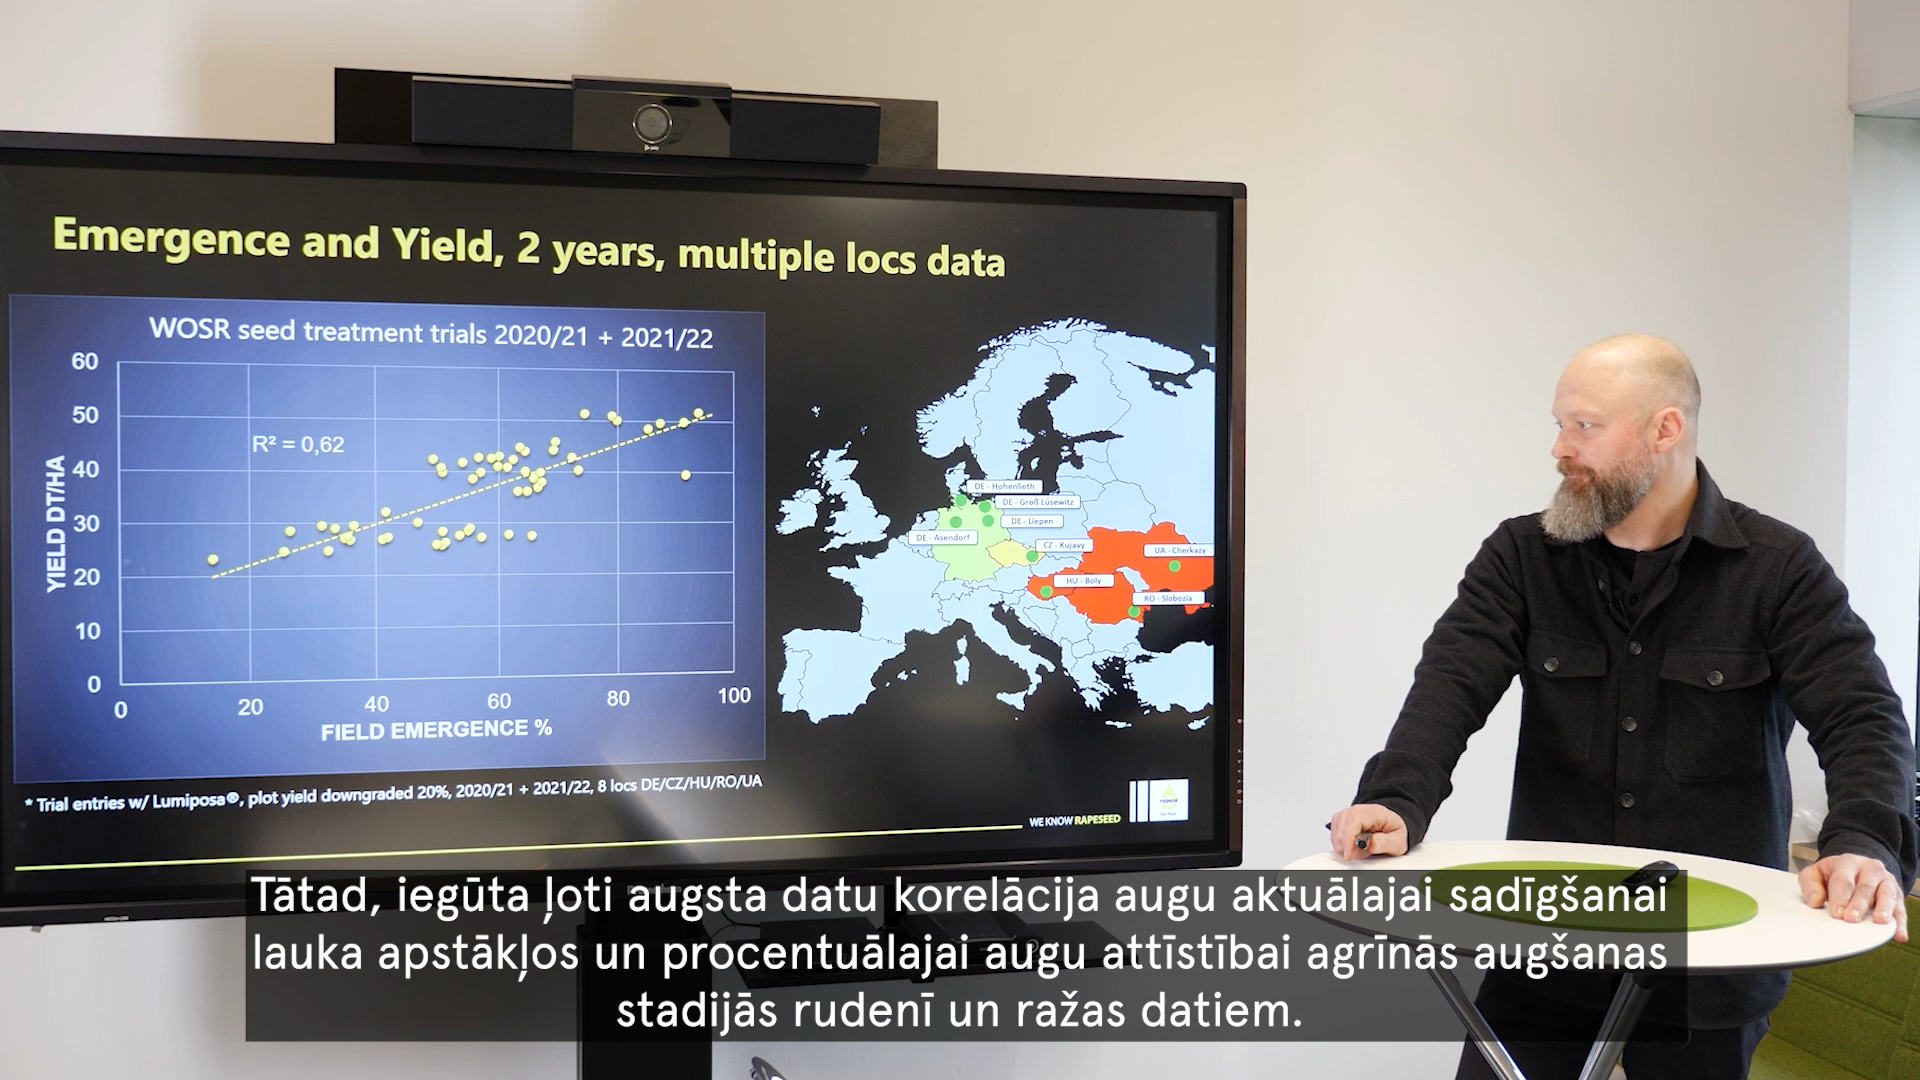 poly
Emergence and Yield, 2 years, multiple locs data
WOSR seed treatment trials 2020/21 + 2021/22
60
50
40
30
20
10
0
YIELD DT/HA
R² = 0,62
0
20
40
60
80
100
FIELD EMERGENCE %
DE - Hohenlieth
DE - Groß Lüsewitz
DE - Liepen
DE - Asendorf
CZ - Kujavy
UA - Cherkazy
HU - Boly
RO - Slobozia
* Trial entries w/ Lumiposa®, plot yield downgraded 20%, 2020/21 + 2021/22, 8 locs DE/CZ/HU/RO/UA
WE KNOW RAPESEED
rapool
Tātad, iegūta ļoti augsta datu korelācija augu aktuālajai sadīgšanai
lauka apstākļos un procentuālajai augu attīstībai agrīnās augšanas
stadijās rudenī un ražas datiem.